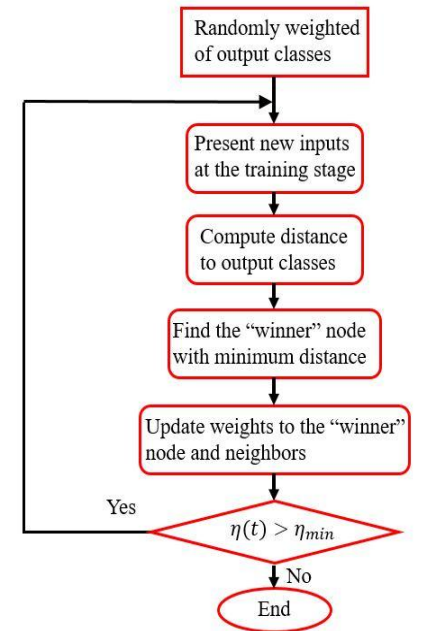 Randomly weighted
of output classes
Present new inputs
at the training stage
Compute distance
to output classes
Find the “winner” node
with minimum distance
Update weights to the “winner”
node and neighbors
Yes
η(t) > ηmin
No
End